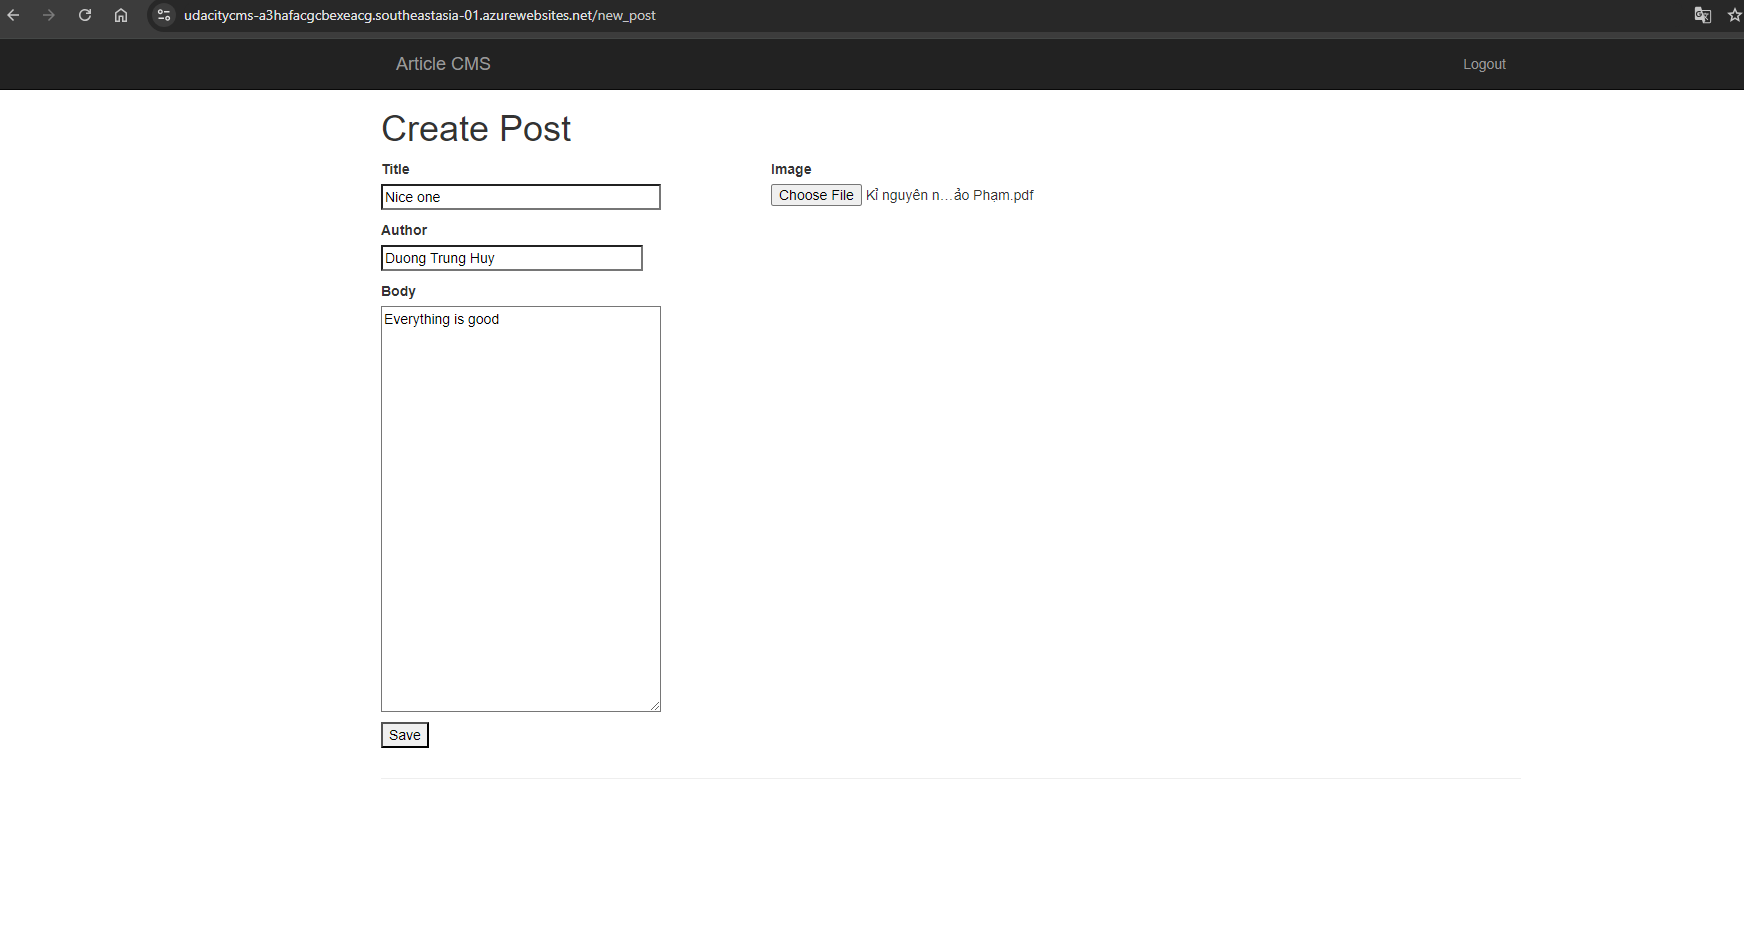 udacitycms-a3hafacgcbexeacg.southeastasia-01.azurewebsites.net/new_post
Article CMS
Logout
Create Post
Title
Nice one
Image
Choose File Kỉ nguyên n...ảo Phạm.pdf
Author
Duong Trung Huy
Body
Everything is good
Save